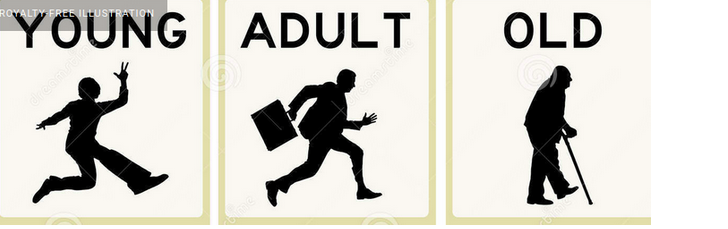 ROYALTY-FREE ILLUSTRATION
YOUNG
ADULT
OLD